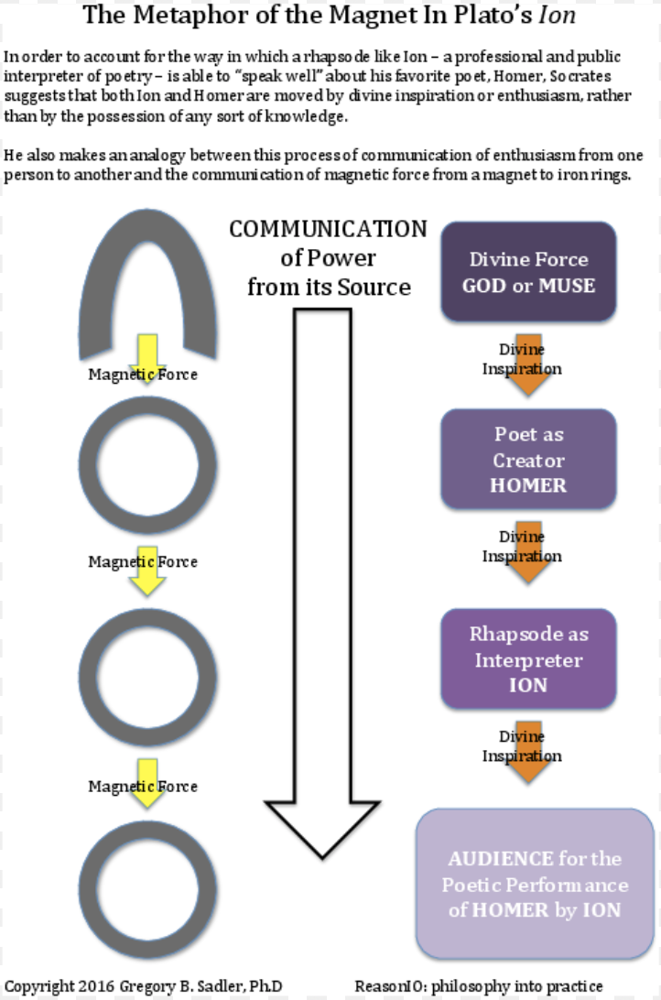 The Metaphor of the Magnet In Plato's Ion
In order to account for the way in which a rhapsode like Ion – a professional and public
interpreter of poetry – is able to "speak well" about his favorite poet, Homer, Socrates
suggests that both Ion and Homer are moved by divine inspiration or enthusiasm, rather
than by the possession of any sort of knowledge.
He also makes an analogy between this process of communication of enthusiasm from one
person to another and the communication of magnetic force from a magnet to iron rings.
COMMUNICATION
of Power
from its Source
Divine Force
GOD or MUSE
Magnetic Force
Divine
Inspiration
Poet as
Creator
HOMER
Magnetic Force
Divine
Inspiration
Rhapsode as
Interpreter
ION
Magnetic Force
Divine
Inspiration
AUDIENCE for the
Poetic Performance
of HOMER by ION
Copyright 2016 Gregory B. Sadler, Ph.D
ReasonIO: philosophy into practice